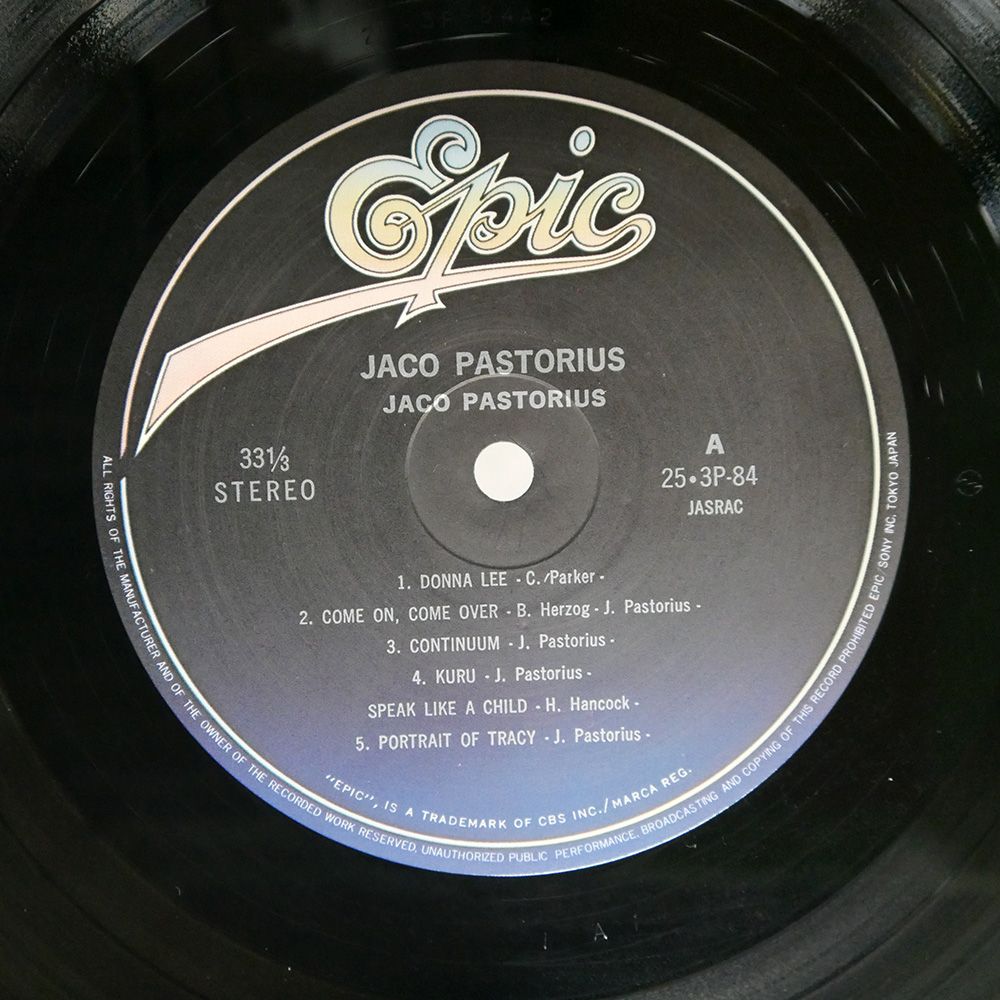 Epic
JACO PASTORIUS
JACO PASTORIUS
33⅓
STEREO
A
25•3P-84
JASRAC
1. DONNA LEE - C. Parker -
2. COME ON, COME OVER - B. Herzog - J. Pastorius -
3. CONTINUUM - J. Pastorius -
4. KURU - J. Pastorius -
SPEAK LIKE A CHILD - H. Hancock -
5. PORTRAIT OF TRACY - J. Pastorius -
"EPIC", IS A TRADEMARK OF CBS INC./MARCA REG.
ALL RIGHTS OF THE MANUFACTURER AND OF THE OWNER OF THE RECORDED WORK RESERVED. UNAUTHORIZED PUBLIC PERFORMANCE, BROADCASTING AND COPYING OF THIS RECORD PROHIBITED EPIC/SONY INC. TOKYO JAPAN
A